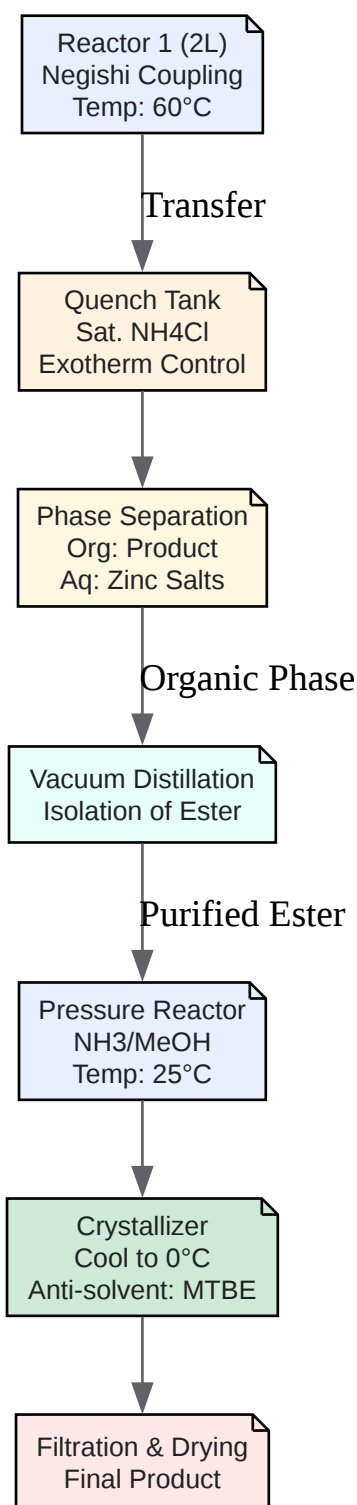 Reactor 1 (2L)
Negishi Coupling
Temp: 60°C
Transfer
Quench Tank
Sat. NH4Cl
Exotherm Control
Phase Separation
Org: Product
Aq: Zinc Salts
Organic Phase
Vacuum Distillation
Isolation of Ester
Purified Ester
Pressure Reactor
NH3/MeOH
Temp: 25°C
Crystallizer
Cool to 0°C
Anti-solvent: MTBE
Filtration & Drying
Final Product